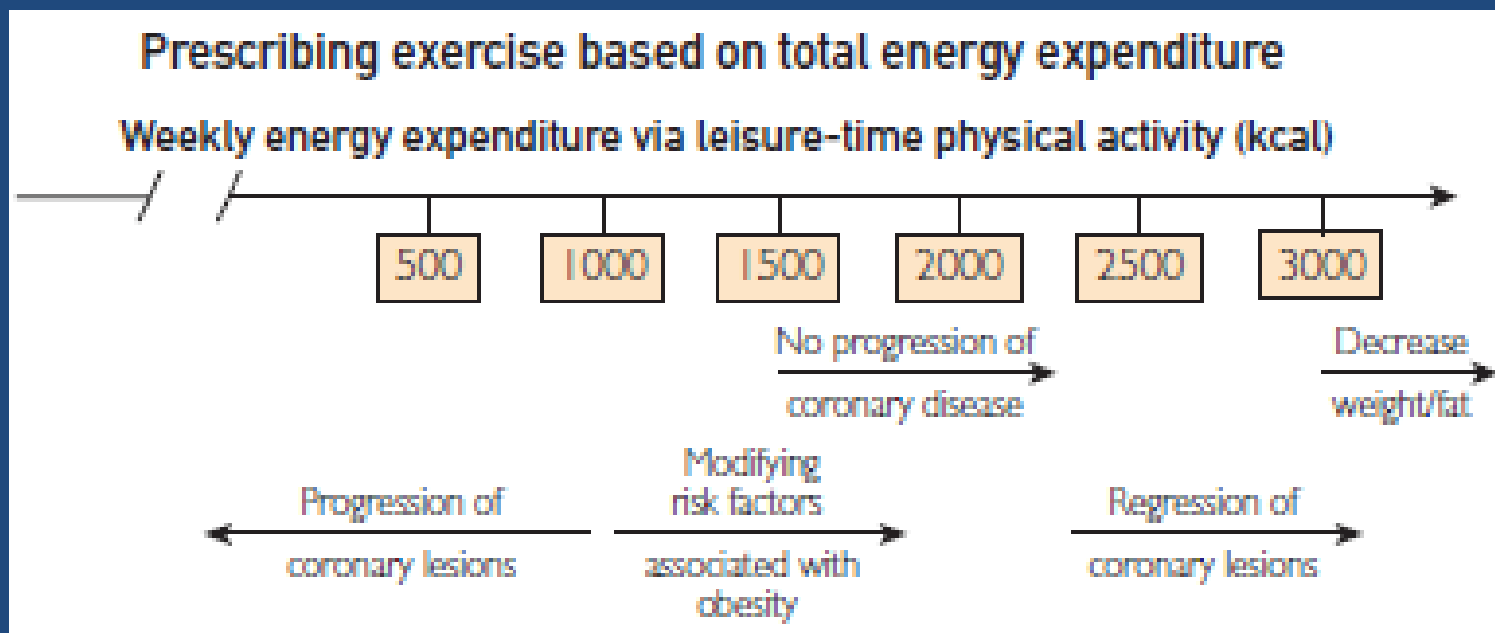 Prescribing exercise based on total energy expenditure
Weekly energy expenditure via leisure-time physical activity (kcal)
500
1000
1500
2000
2500
3000
No progression of
coronary disease
Decrease
weight/fat
Progression of
coronary lesions
Modifying
risk factors
associated with
obesity
Regression of
coronary lesions